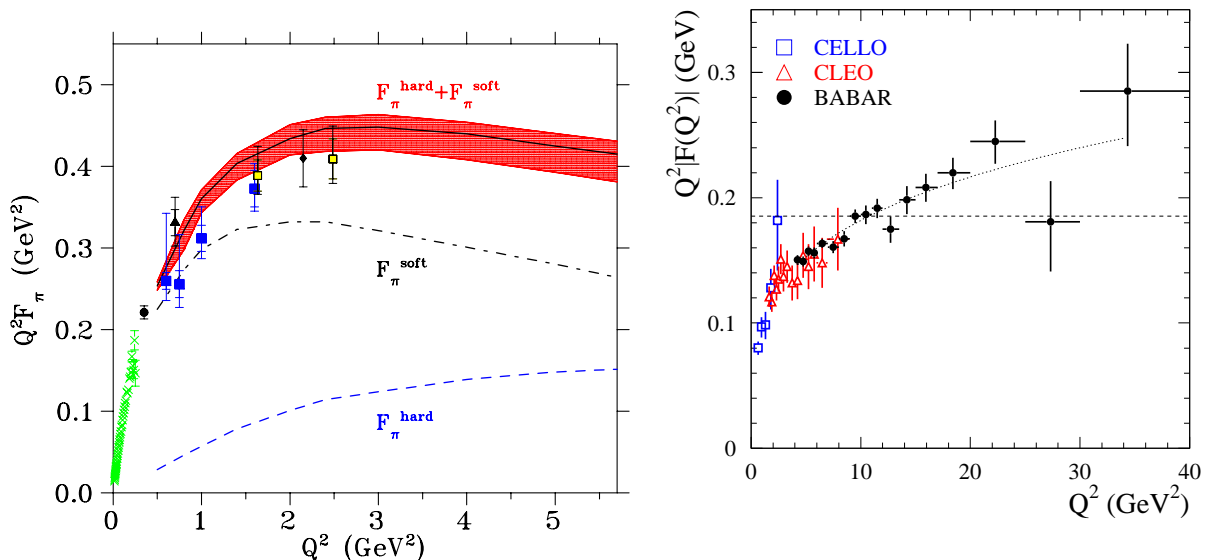 0.5
0.4
0.3
0.2
0.1
0.0
Q²F_π (GeV²)
F_π^hard+F_π^soft
F_π^soft
F_π^hard
0 1 2 3 4 5
Q² (GeV²)
Q²|F(Q²)| (GeV)
0.3
0.2
0.1
0
CELLO
CLEO
BABAR
0 10 20 30 40
Q² (GeV²)